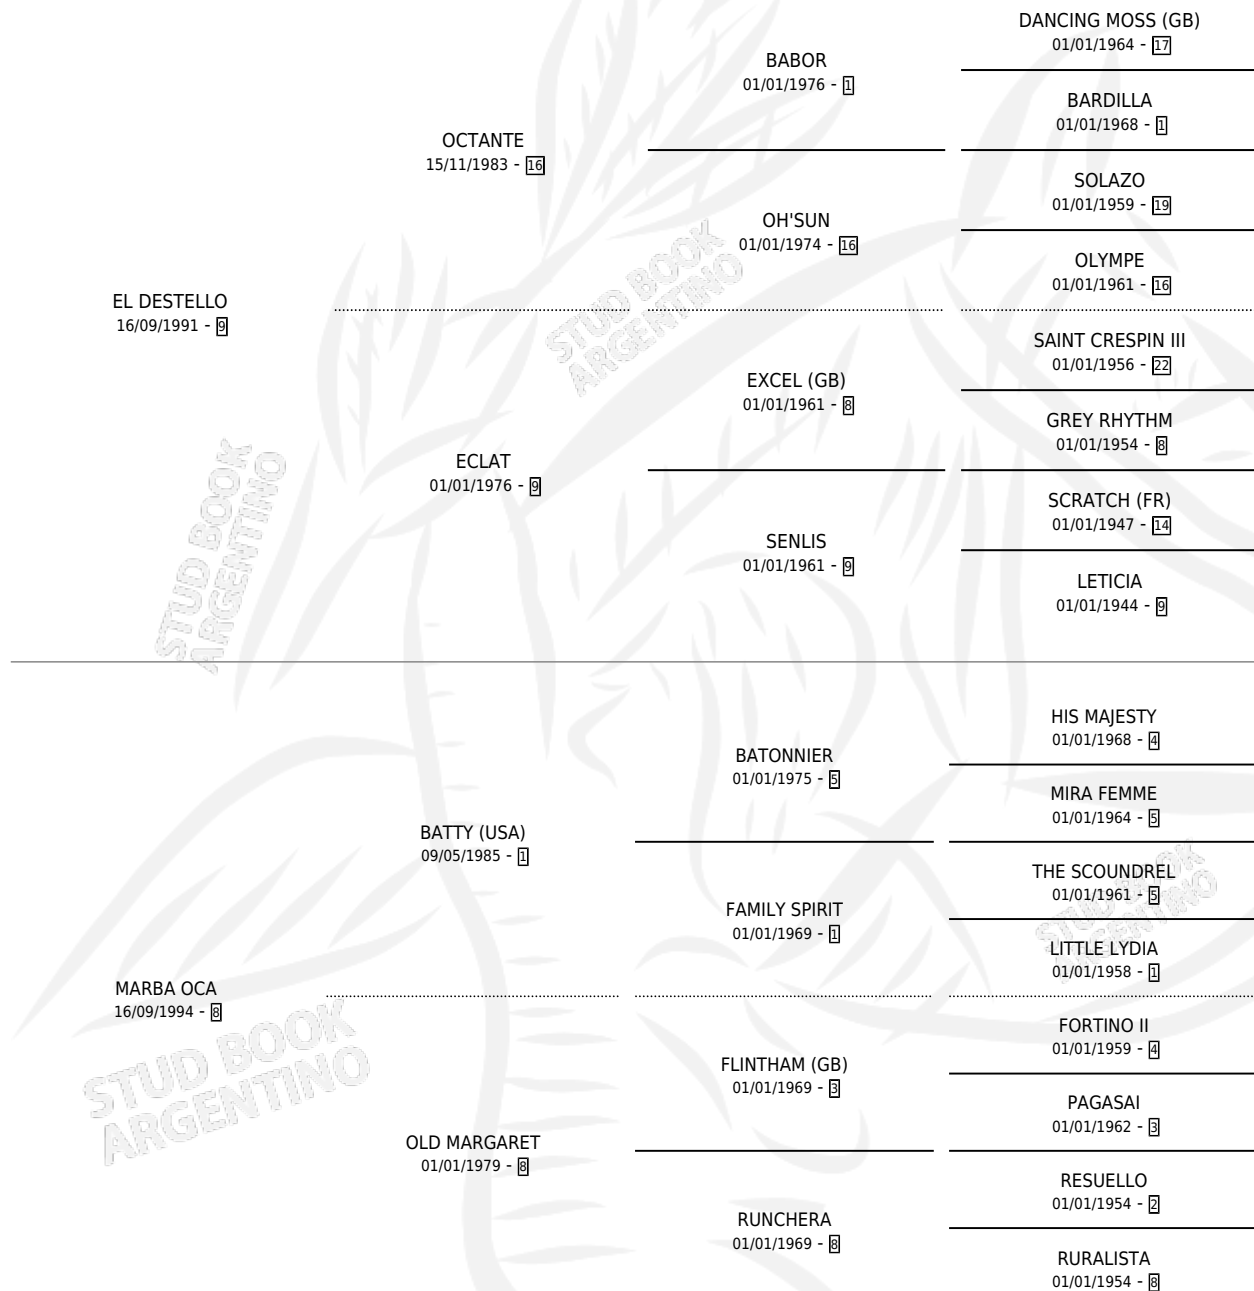 DANCING MOSS (GB)
01/01/1964 - 17
BABOR
01/01/1976 - 1
BARDILLA
01/01/1968 - 1
OCTANTE
15/11/1983 - 16
SOLAZO
01/01/1959 - 19
OH'SUN
01/01/1974 - 16
OLYMPE
01/01/1961 - 16
EL DESTELLO
16/09/1991 - 9
SAINT CRESPIN III
01/01/1956 - 22
EXCEL (GB)
01/01/1961 - 8
GREY RHYTHM
01/01/1954 - 8
ECLAT
01/01/1976 - 9
SCRATCH (FR)
01/01/1947 - 14
SENLIS
01/01/1961 - 9
LETICIA
01/01/1944 - 9
HIS MAJESTY
01/01/1968 - 4
BATONNIER
01/01/1975 - 5
MIRA FEMME
01/01/1964 - 5
BATTY (USA)
09/05/1985 - 1
THE SCOUNDREL
01/01/1961 - 5
FAMILY SPIRIT
01/01/1969 - 1
LITTLE LYDIA
01/01/1958 - 1
MARBA OCA
16/09/1994 - 8
FORTINO II
01/01/1959 - 4
FLINTHAM (GB)
01/01/1969 - 3
PAGASAI
01/01/1962 - 3
OLD MARGARET
01/01/1979 - 8
RESUELLO
01/01/1954 - 2
RUNCHERA
01/01/1969 - 8
RURALISTA
01/01/1954 - 8
STUD BOOK
ARGENTINO
STUD BOOK
ARGENTINO
STUD BOOK
ARGENTINO
STUD BOOK
ARGENTINO